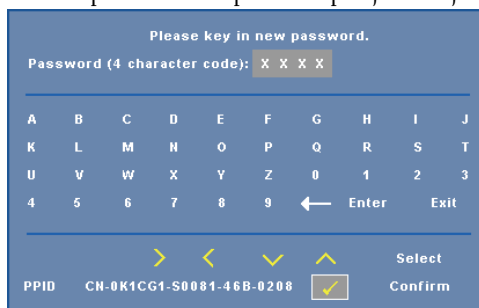 Please key in new password.
Password (4 character code): X X X X
A B C D E F G H I J
K L M N O P Q R S T
U V W X Y Z 0 1 2 3
4 5 6 7 8 9 Enter Exit
Select
PPID CN-0K1CG1-S0081-46B-0208 Confirm